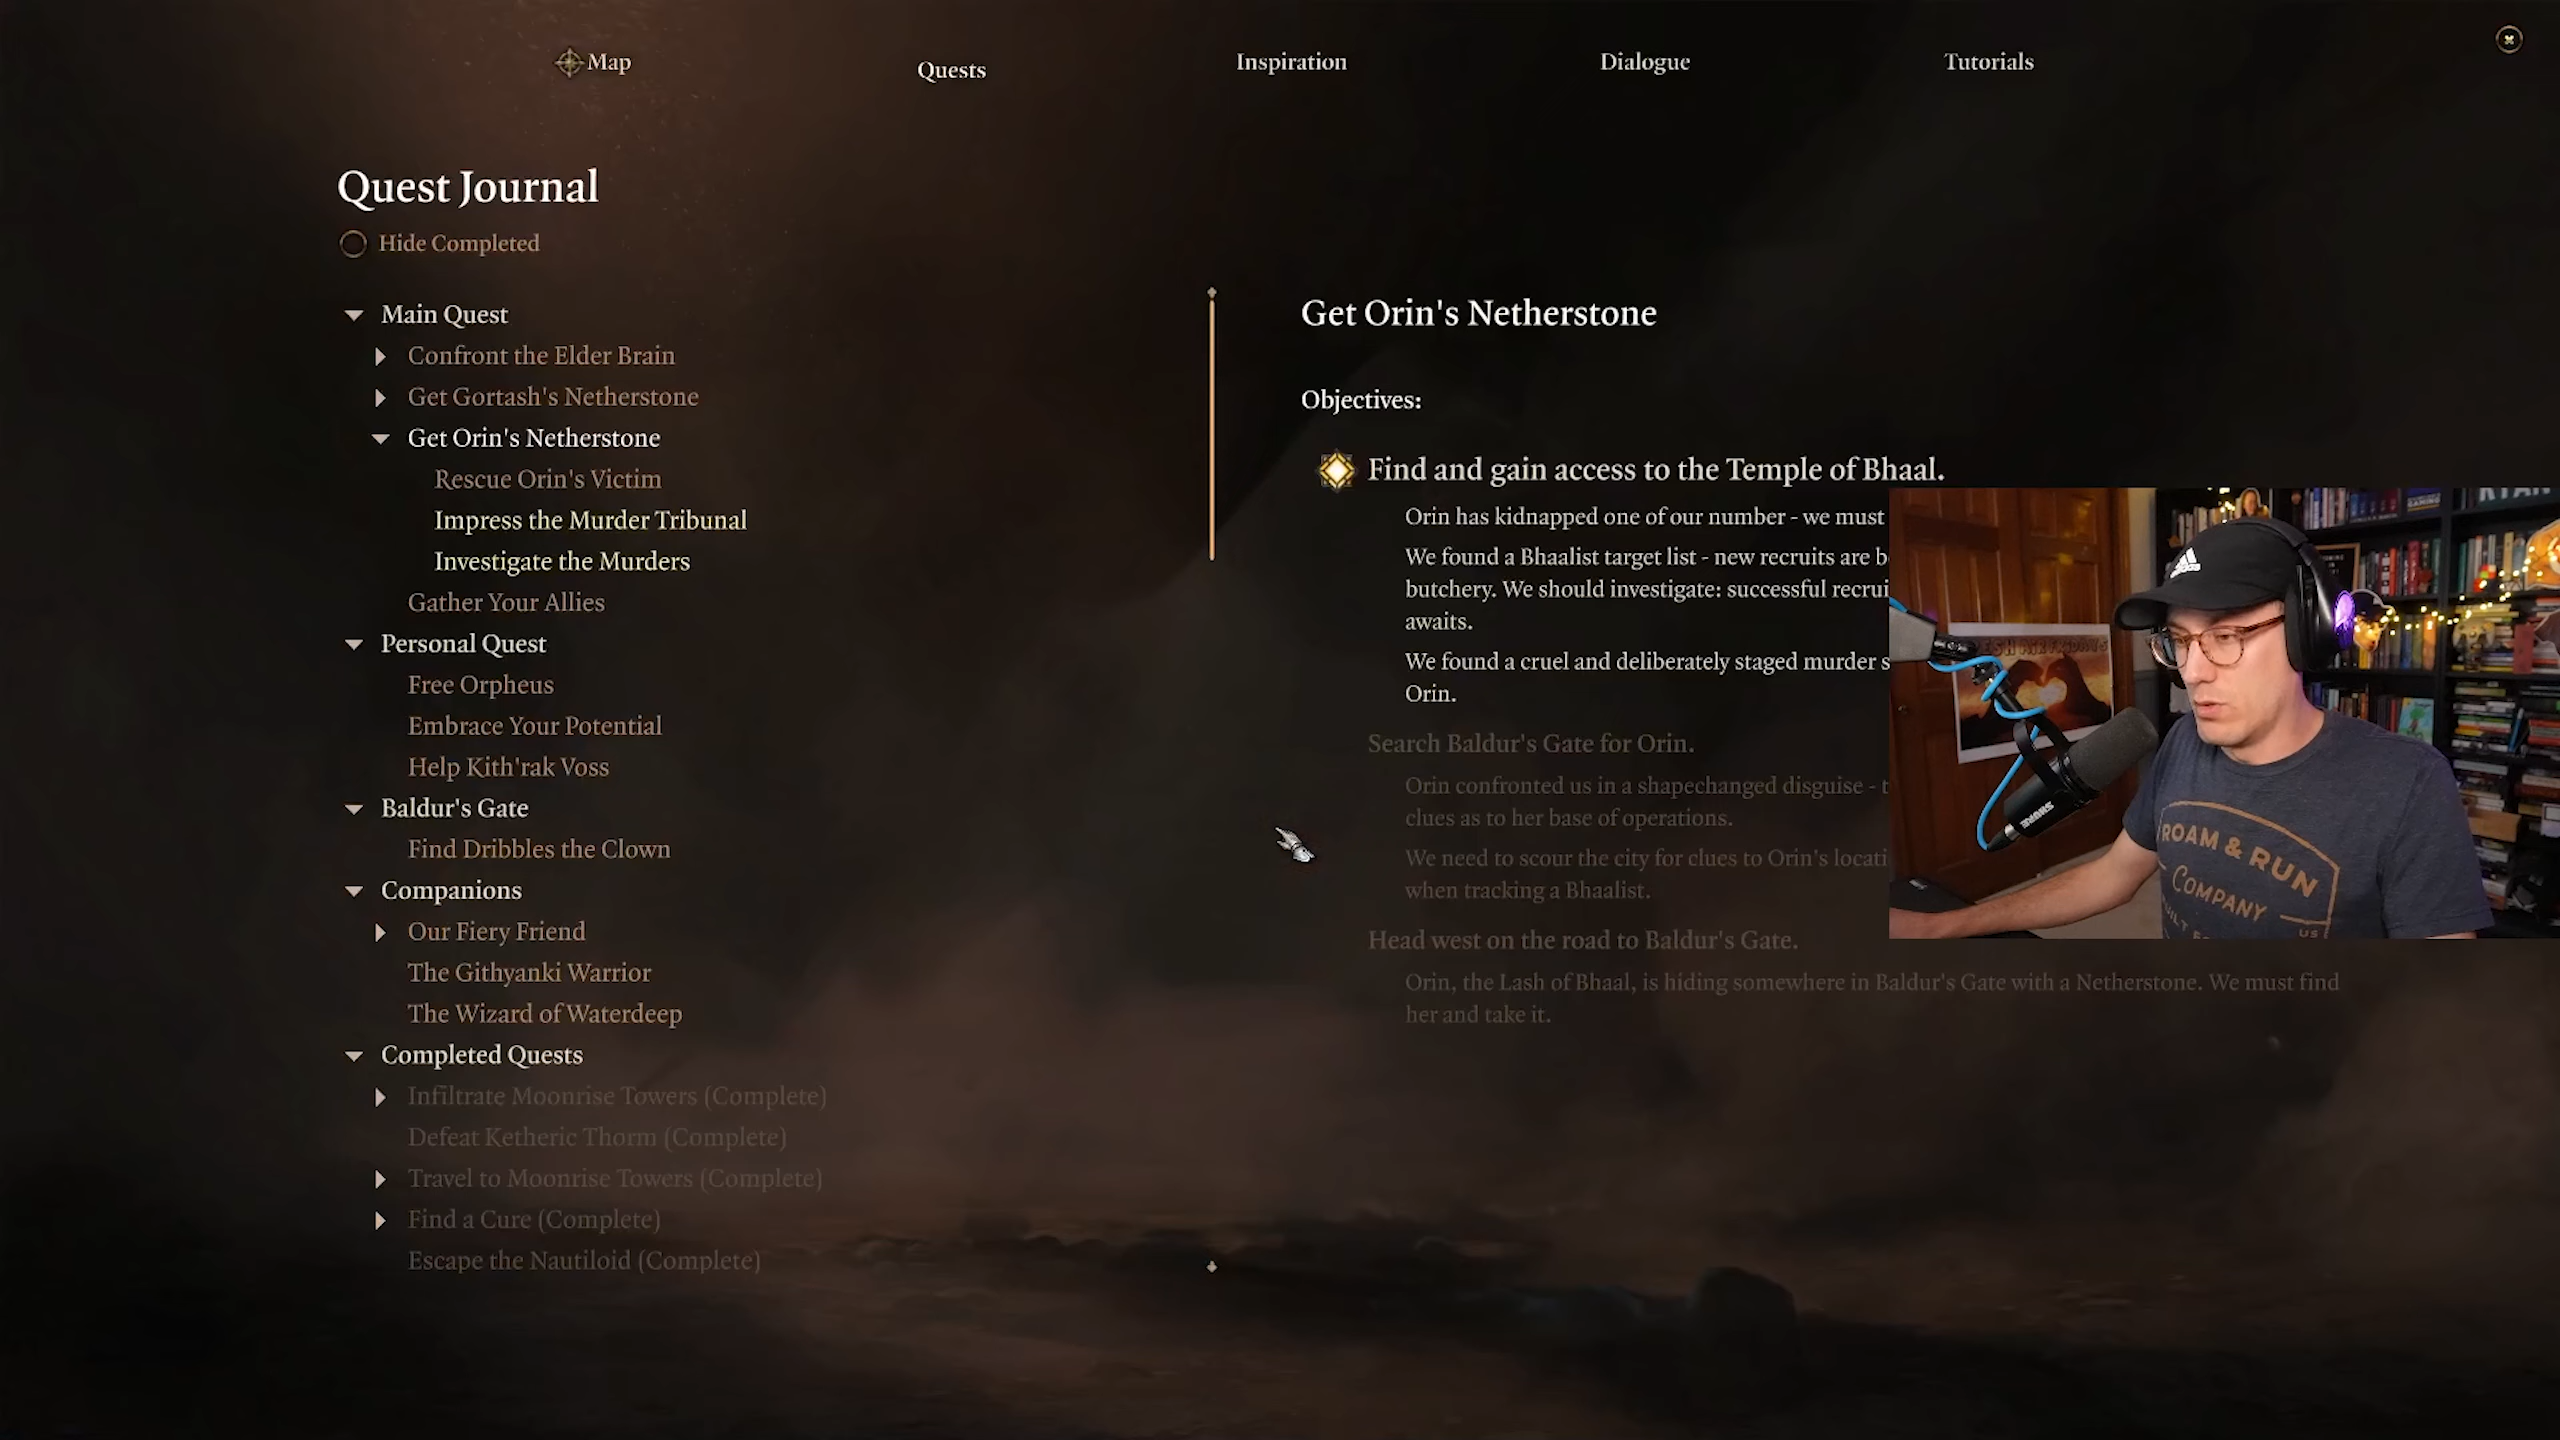 Map
Quests
Inspiration
Dialogue
Tutorials
Quest Journal
Hide Completed
Main Quest
Confront the Elder Brain
Get Gortash's Netherstone
Get Orin's Netherstone
Rescue Orin's Victim
Impress the Murder Tribunal
Investigate the Murders
Gather Your Allies
Personal Quest
Free Orpheus
Embrace Your Potential
Help Kith'rak Voss
Baldur's Gate
Find Dribbles the Clown
Companions
Our Fiery Friend
The Githyanki Warrior
The Wizard of Waterdeep
Completed Quests
Infiltrate Moonrise Towers (Complete)
Defeat Ketheric Thorm (Complete)
Travel to Moonrise Towers (Complete)
Find a Cure (Complete)
Escape the Nautiloid (Complete)
Get Orin's Netherstone
Objectives:
Find and gain access to the Temple of Bhaal.
Orin has kidnapped one of our number - we must
We found a Bhaalist target list - new recruits are b
butchery. We should investigate: successful recrui
awaits.
We found a cruel and deliberately staged murder s
Orin.
Search Baldur's Gate for Orin.
Orin confronted us in a shapechanged disguise - t
clues as to her base of operations.
We need to scour the city for clues to Orin's locati
when tracking a Bhaalist.
Head west on the road to Baldur's Gate.
Orin, the Lash of Bhaal, is hiding somewhere in Baldur's Gate with a Netherstone. We must find
her and take it.
SHURE
ROAM & RUN
COMPANY
US